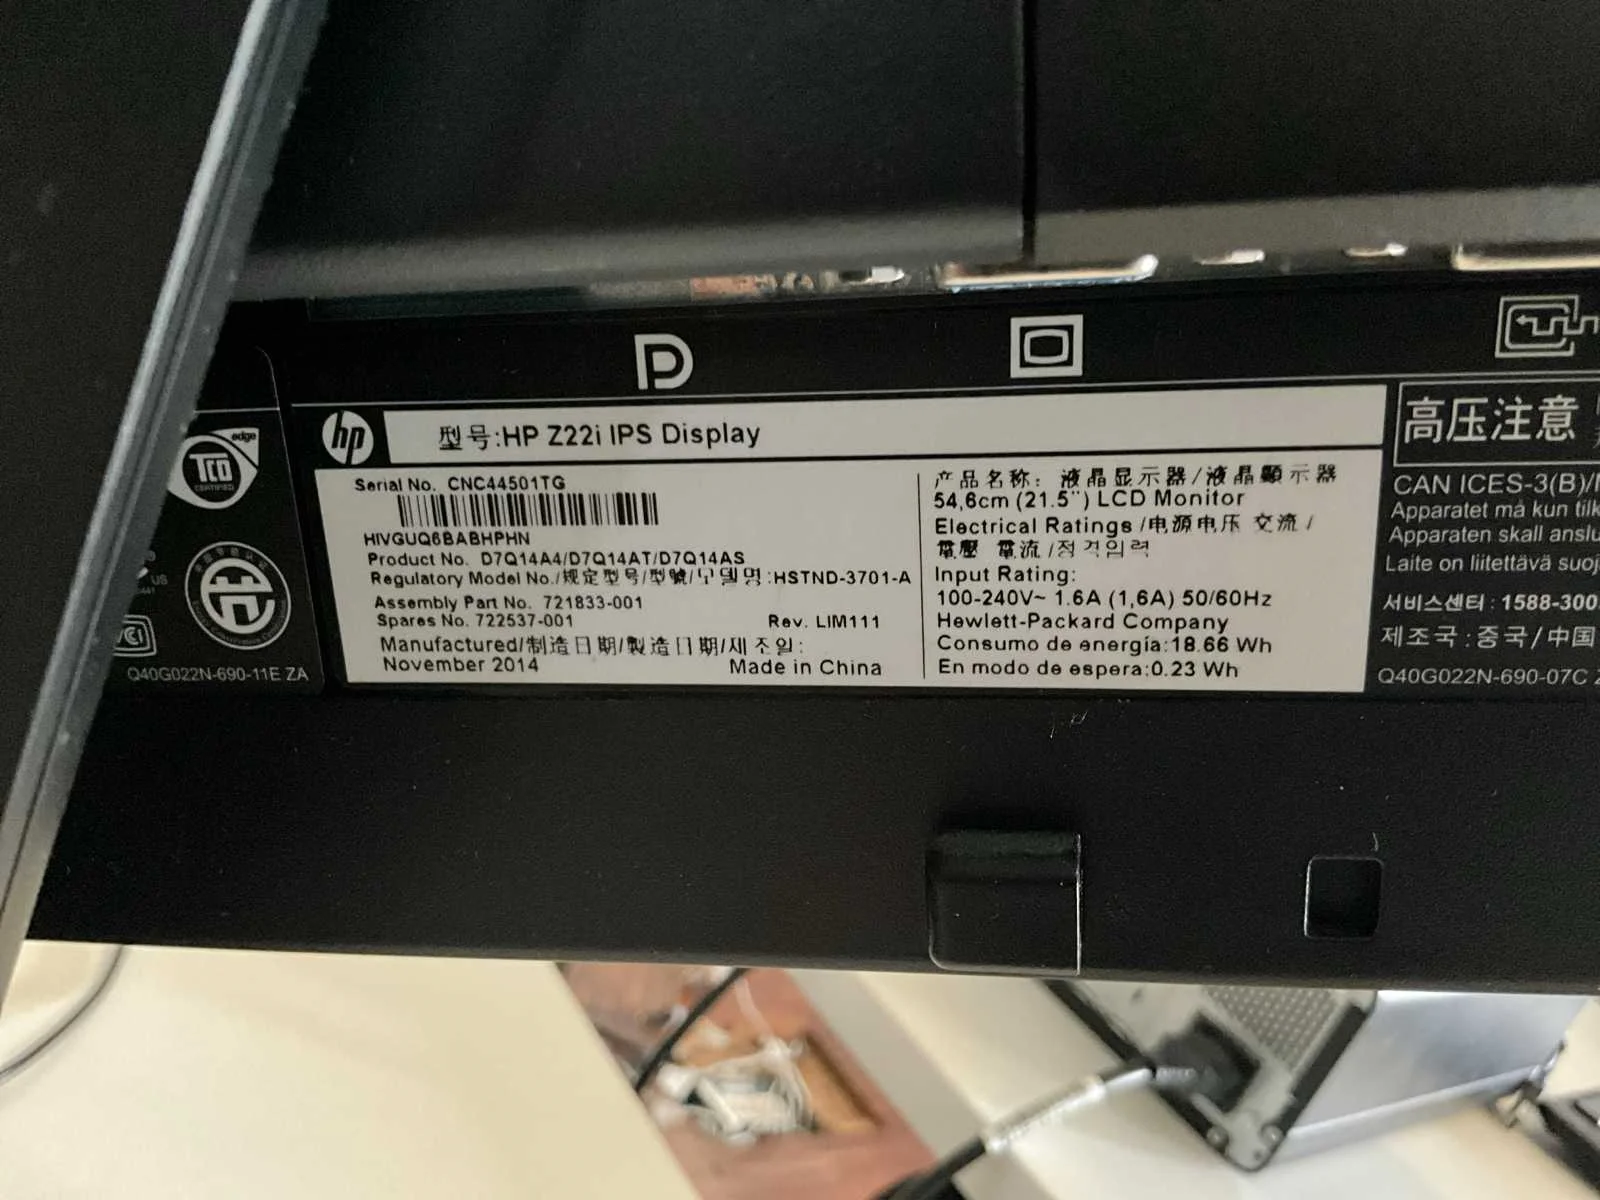 hp
型号:HP Z22i IPS Display
Serial No. CNC44501TG
HIVGUQ6BABHPHN
Product No. D7Q14A4/D7Q14AT/D7Q14AS
Regulatory Model No./规定型号/型號/모델명:HSTND-3701-A
Assembly Part No. 721833-001
Spares No. 722537-001 Rev. LIM111
Manufactured/制造日期/製造日期/제조일:
November 2014 Made in China
产品名称: 液晶显示器/液晶顯示器
54,6cm (21.5") LCD Monitor
Electrical Ratings /电源电压 交流 /
電壓 電流 /정격입력
Input Rating:
100-240V~ 1.6A (1,6A) 50/60Hz
Hewlett-Packard Company
Consumo de energía:18.66 Wh
En modo de espera:0.23 Wh
edge
TCO
CERTIFIED
US
Q40G022N-690-11E ZA
高压注意
CAN ICES-3(B)/
Apparatet må kun
Apparaten skall
Laite on liitettävä
서비스센터 : 1588-300
제조국 : 중국/中国
Q40G022N-690-07C